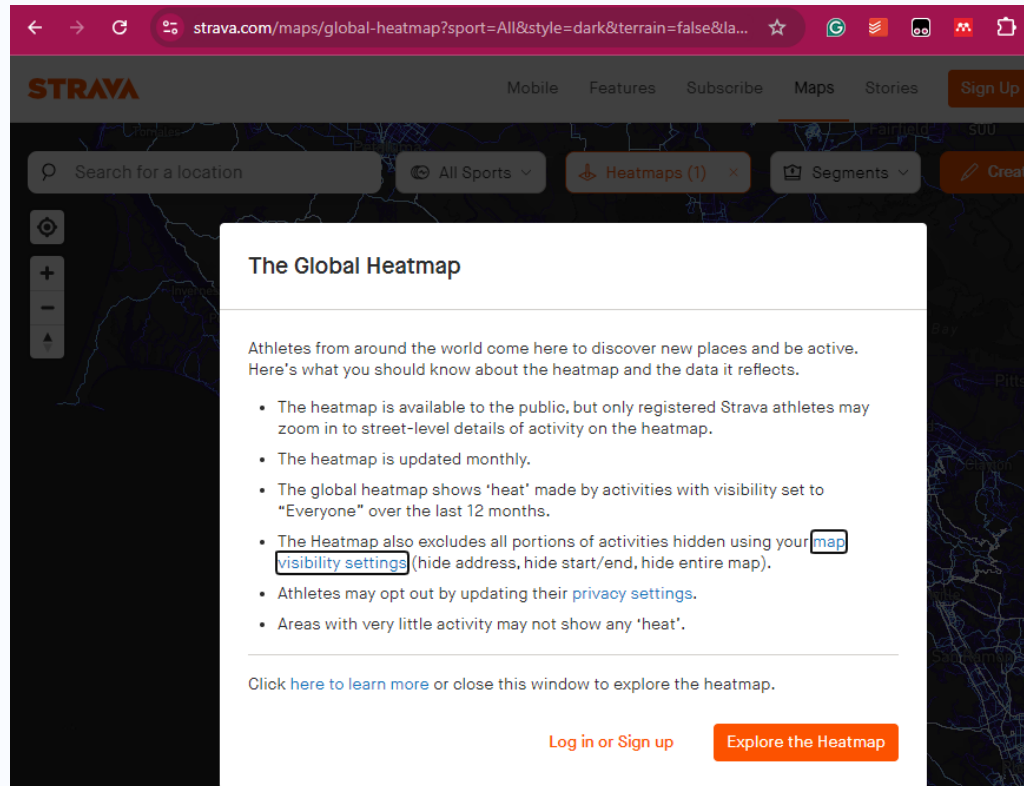 strava.com/maps/global-heatmap?sport=All&style=dark&terrain=false&la...
STRAVA
Mobile Features Subscribe Maps Stories Sign Up
Tomales Petaluma Fairfield
Search for a location All Sports Heatmaps (1) × Segments Creat
The Global Heatmap
Athletes from around the world come here to discover new places and be active.
Here's what you should know about the heatmap and the data it reflects.
• The heatmap is available to the public, but only registered Strava athletes may
zoom in to street-level details of activity on the heatmap.
• The heatmap is updated monthly.
• The global heatmap shows ‘heat’ made by activities with visibility set to
“Everyone” over the last 12 months.
• The Heatmap also excludes all portions of activities hidden using your map
visibility settings (hide address, hide start/end, hide entire map).
• Athletes may opt out by updating their privacy settings.
• Areas with very little activity may not show any ‘heat’.
Click here to learn more or close this window to explore the heatmap.
Log in or Sign up Explore the Heatmap
Bay
Pitts
Clayton